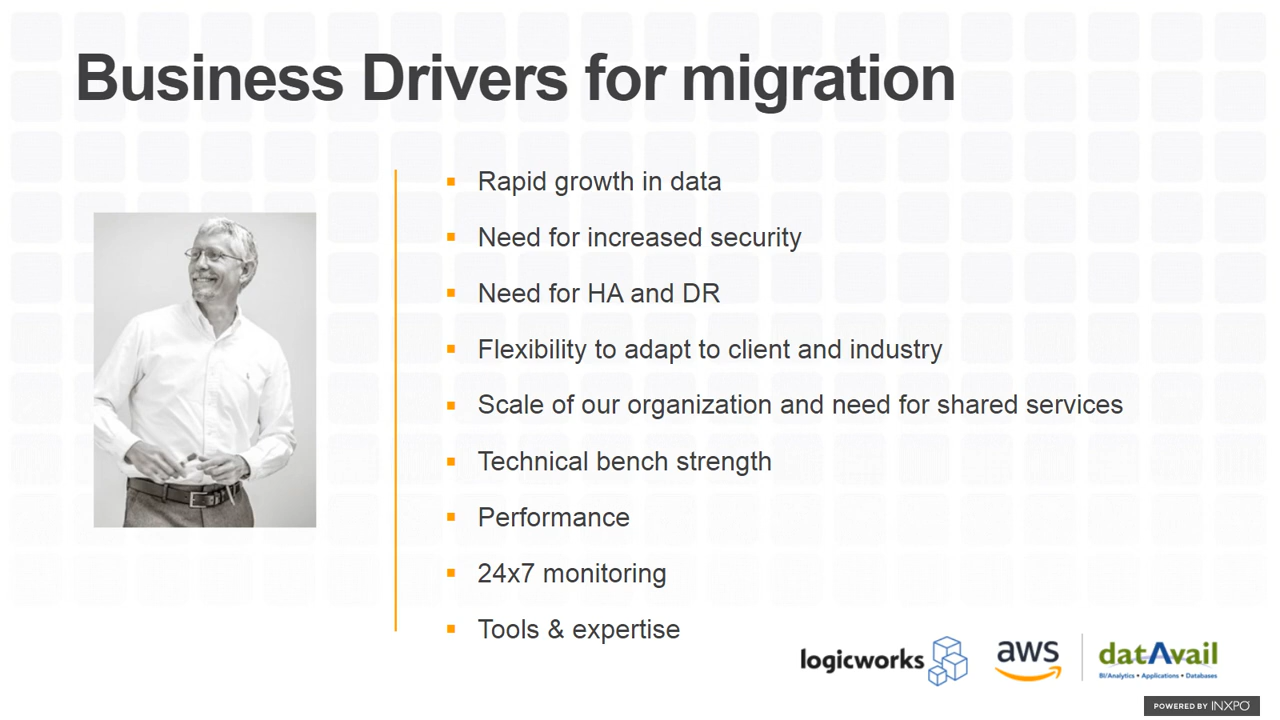 Business Drivers for migration
Rapid growth in data
Need for increased security
Need for HA and DR
Flexibility to adapt to client and industry
Scale of our organization and need for shared services
Technical bench strength
Performance
24x7 monitoring
Tools & expertise
logicworks
aws
datAvail
BI/Analytics • Applications • Databases
POWERED BY INXPO